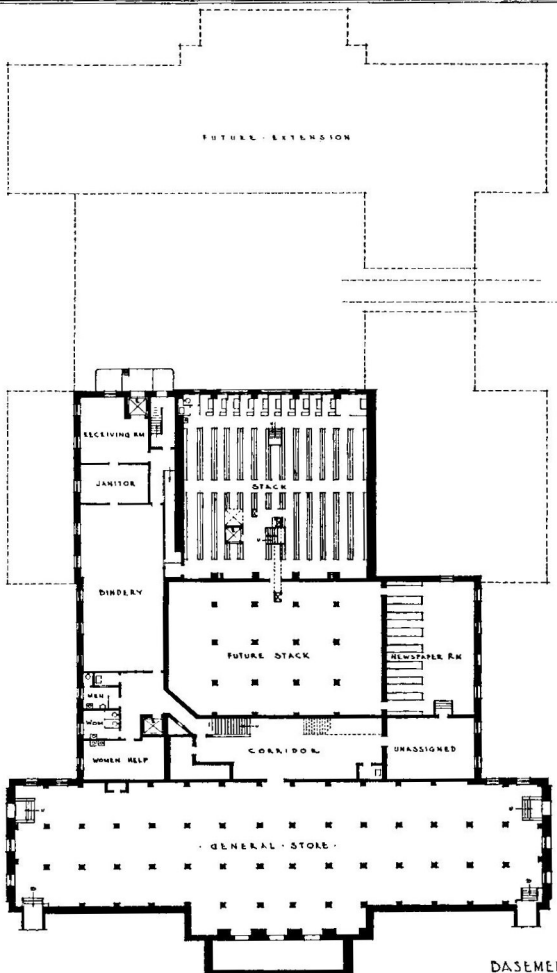 FUTURE - EXTENSION
RECEIVING RM
JANITOR
STACK
BINDERY
FUTURE STACK
NEWSPAPER RM
MEN
WOM
WOMEN HELP
CORRIDOR
UNASSIGNED
- GENERAL - STORE -
BASEME